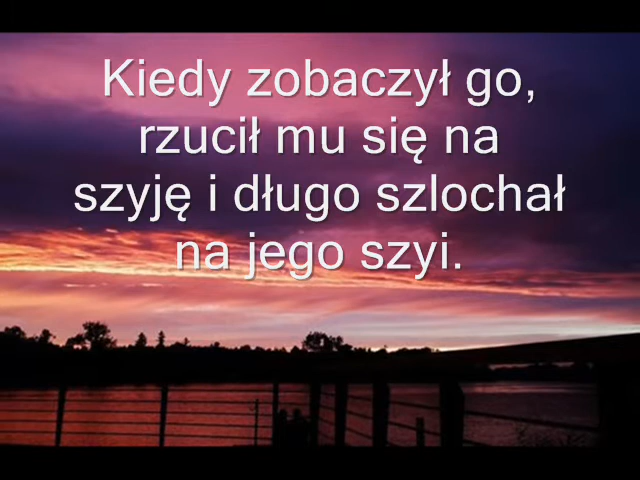 Kiedy zobaczył go,
rzucił mu się na
szyję i długo szlochał
na jego szyi.